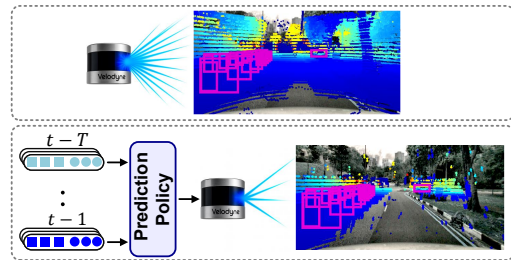 Velodyne
t − T
Prediction
Policy
Velodyne
t − 1